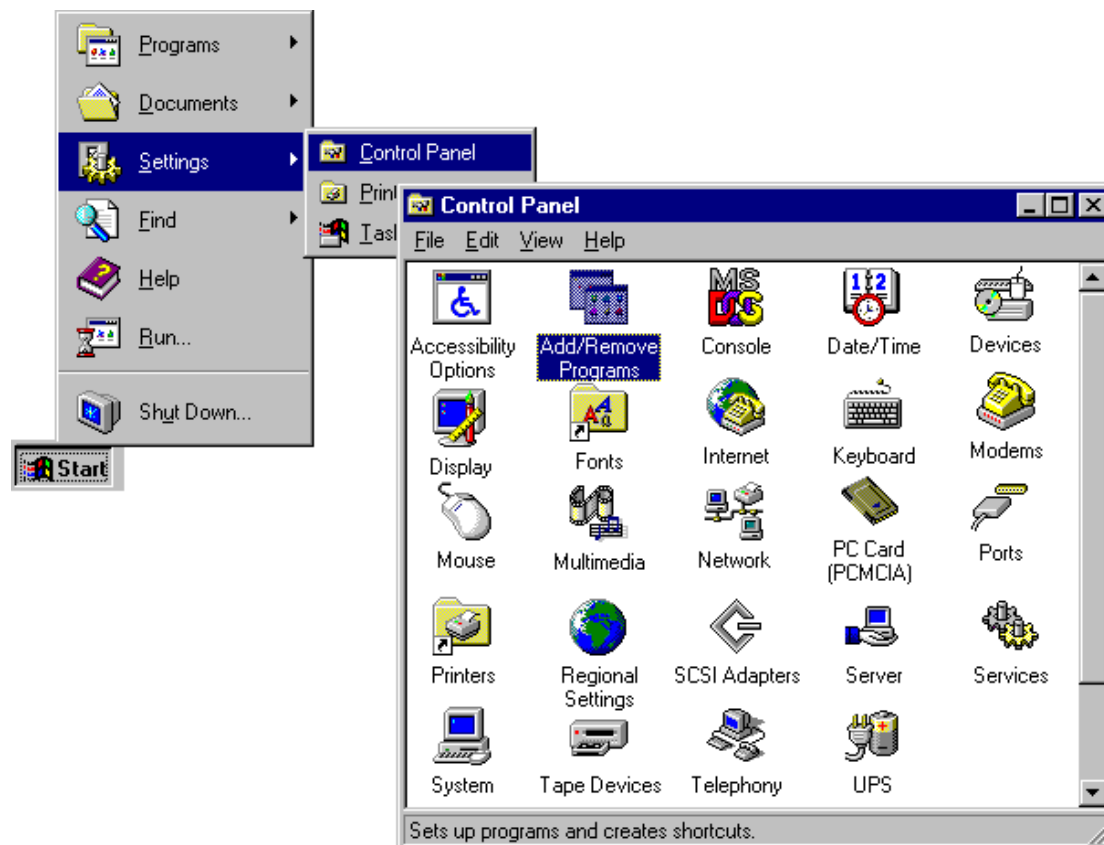 Programs
Documents
Settings
Find
Help
Run...
Shut Down...
Start
Control Panel
Control Panel
File Edit View Help
Accessibility Options
Add/Remove Programs
MS DOS
Console
1 12
Date/Time
Devices
Display
Fonts
Internet
Keyboard
Modems
Mouse
Multimedia
Network
PC Card (PCMCIA)
Ports
Printers
Regional Settings
SCSI Adapters
Server
Services
System
Tape Devices
Telephony
UPS
Sets up programs and creates shortcuts.